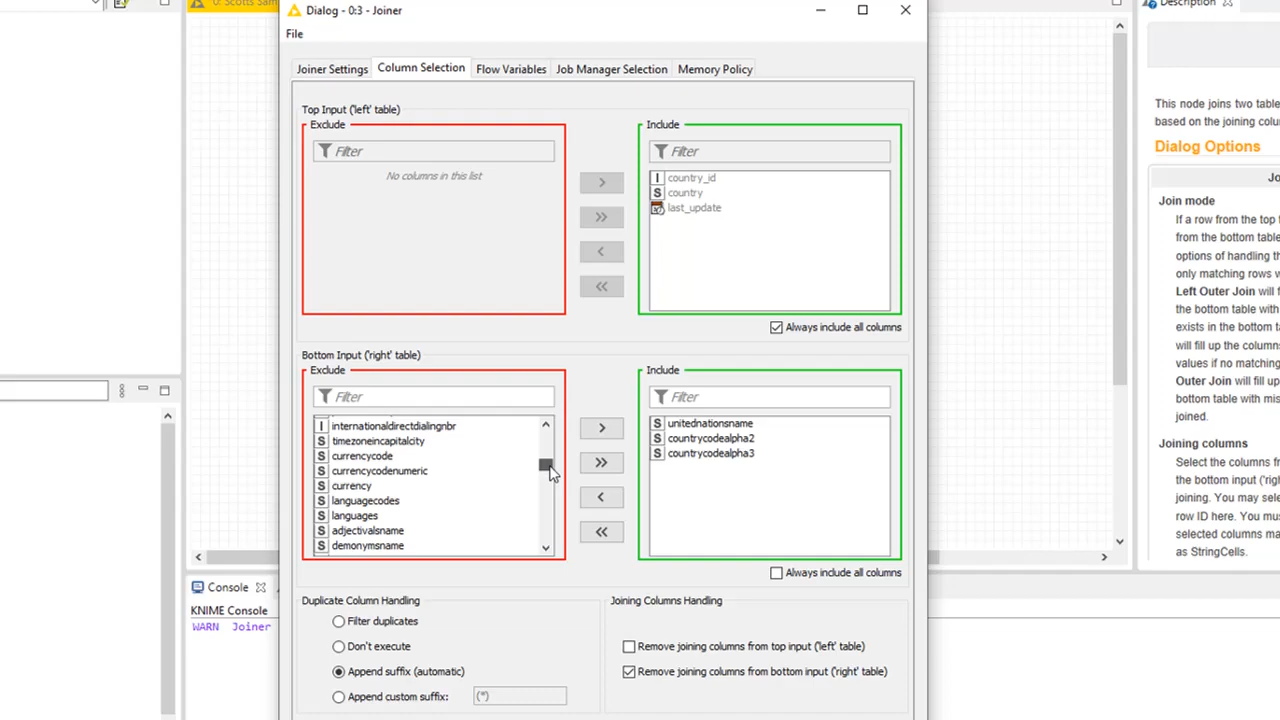 0: Scotts Sam
Dialog - 0:3 - Joiner
Description
File
Joiner Settings
Column Selection
Flow Variables
Job Manager Selection
Memory Policy
Top Input ('left' table)
Exclude
Filter
No columns in this list
>
>>
<
<<
Include
Filter
I country_id
S country
last_update
Always include all columns
Bottom Input ('right' table)
Exclude
Filter
I internationaldirectdialingnbr
S timezoneincapitalcity
S currencycode
S currencycodenumeric
S currency
S languagecodes
S languages
S adjectivalsname
S demonymsname
>
>>
<
<<
Include
Filter
S unitednationsname
S countrycodealpha2
S countrycodealpha3
Always include all columns
Duplicate Column Handling
Filter duplicates
Don't execute
Append suffix (automatic)
Append custom suffix: (*)
Joining Columns Handling
Remove joining columns from top input ('left' table)
Remove joining columns from bottom input ('right' table)
Console
KNIME Console
WARN Joiner
This node joins two table
based on the joining colu
Dialog Options
Jo
Join mode
If a row from the top t
from the bottom table
options of handling th
only matching rows w
Left Outer Join will f
the bottom table with
exists in the bottom ta
will fill up the columns
values if no matching
Outer Join will fill up
bottom table with mis
joined.
Joining columns
Select the columns f
the bottom input ('rig
joining. You may sele
row ID here. You mus
selected columns ma
as StringCells.